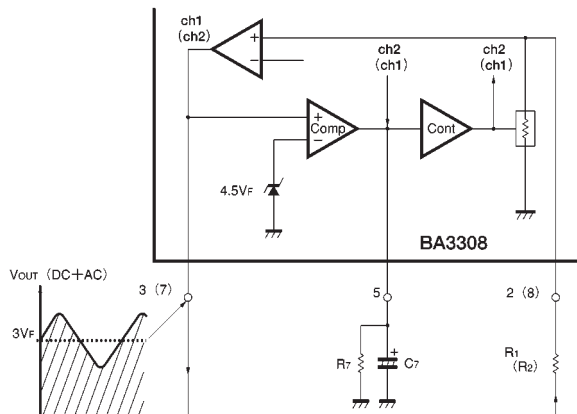 ch1
(ch2)
+
−
ch2
(ch1)
ch2
(ch1)
+
−
Comp
Cont
4.5VF
BA3308
VOUT (DC+AC)
3 (7)
5
2 (8)
3VF
+
R7
C7
R1
(R2)